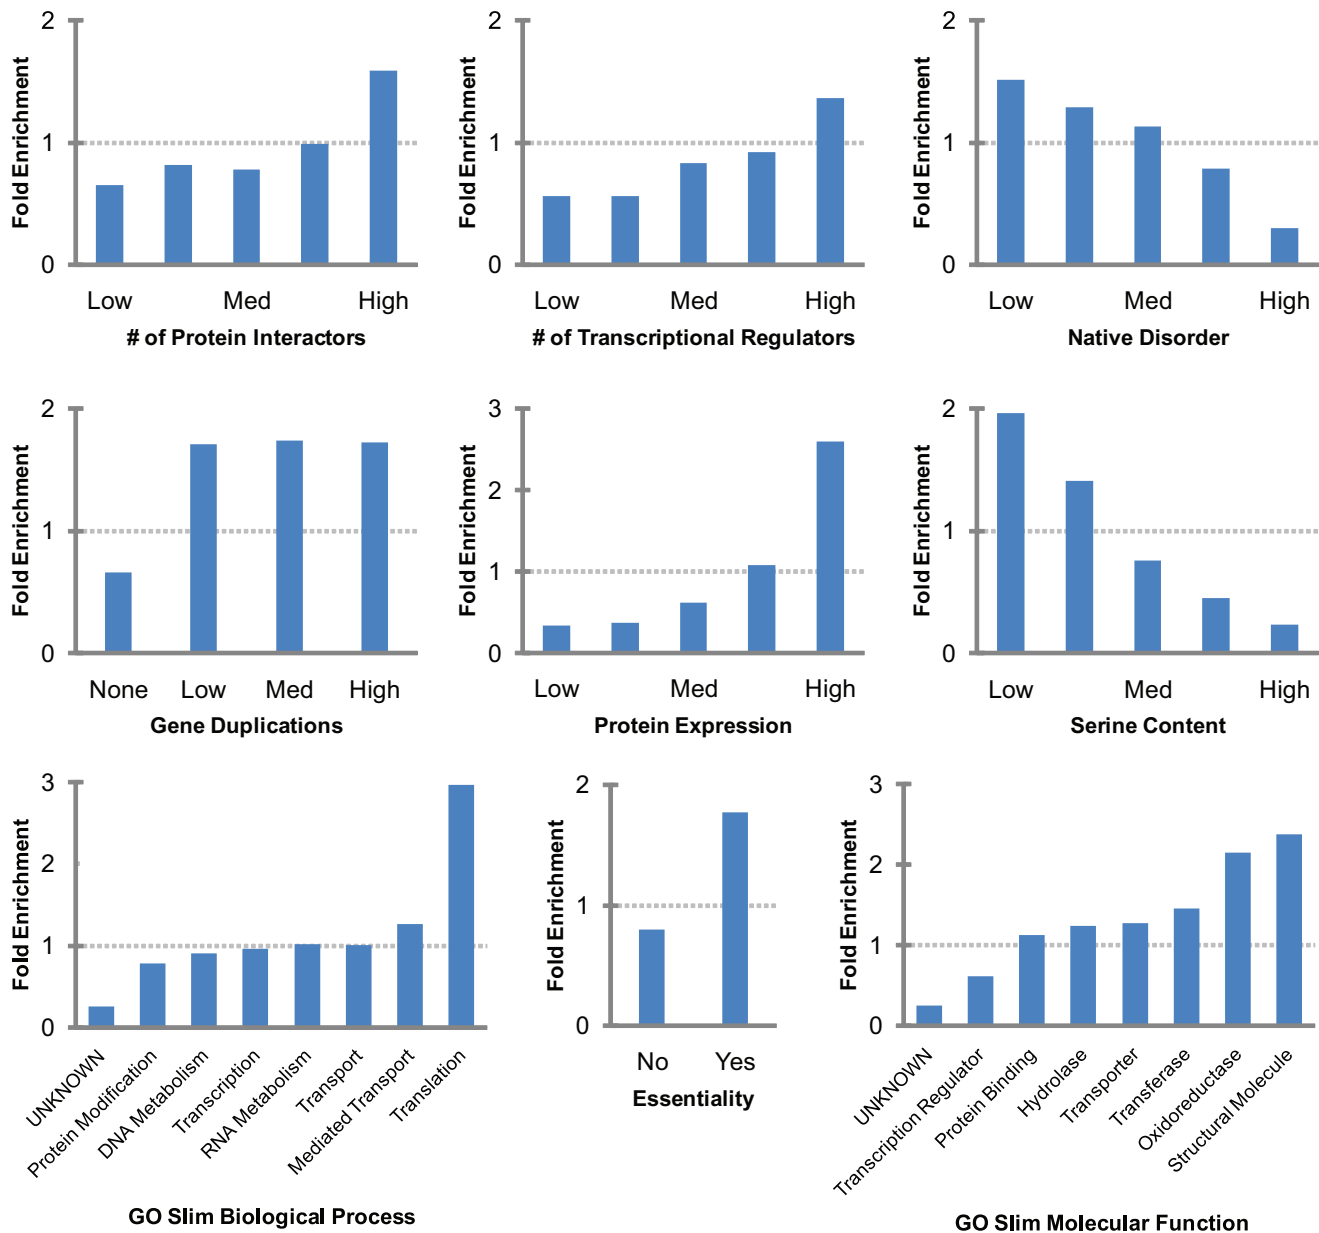 2
1
0
Fold Enrichment
Low Med High
# of Protein Interactors
2
1
0
Fold Enrichment
Low Med High
# of Transcriptional Regulators
2
1
0
Fold Enrichment
Low Med High
Native Disorder
2
1
0
Fold Enrichment
None Low Med High
Gene Duplications
3
2
1
0
Fold Enrichment
Low Med High
Protein Expression
2
1
0
Fold Enrichment
Low Med High
Serine Content
3
2
1
0
Fold Enrichment
UNKNOWN
Protein Modification
DNA Metabolism
Transcription
RNA Metabolism
Transport
Mediated Transport
Translation
GO Slim Biological Process
2
1
0
Fold Enrichment
No Yes
Essentiality
3
2
1
0
Fold Enrichment
UNKNOWN
Transcription Regulator
Protein Binding
Hydrolase
Transporter
Transferase
Oxidoreductase
Structural Molecule
GO Slim Molecular Function